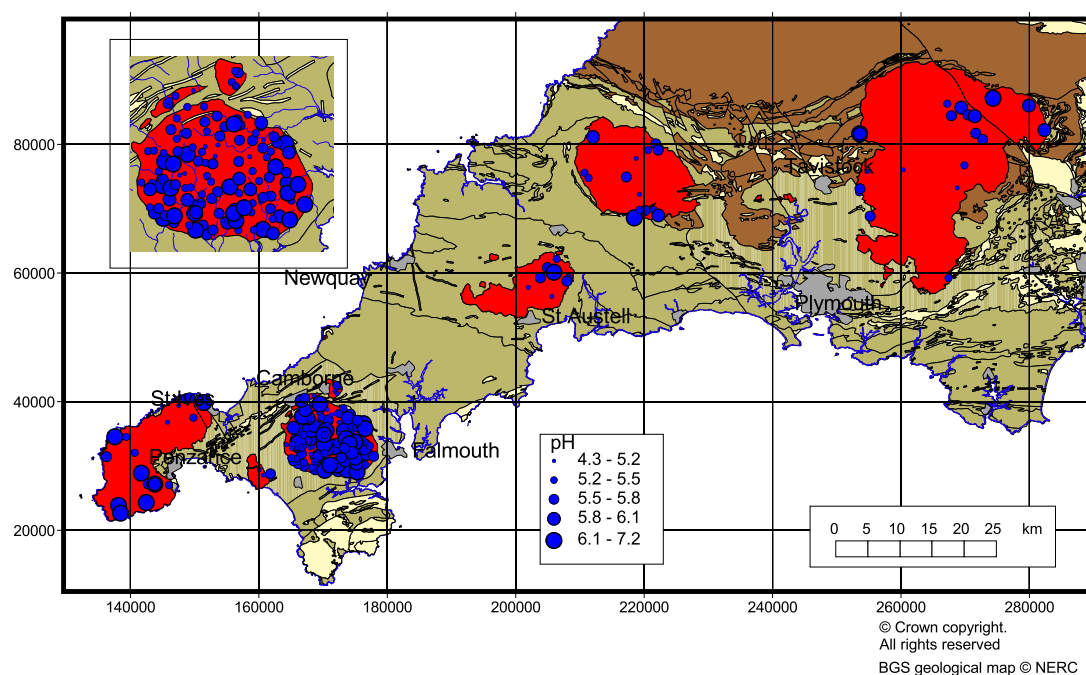 80000
60000
40000
20000
Tavistock
Newquay
Plymouth
St Austell
Camborne
St Ives
Falmouth
Penzance
pH
4.3 - 5.2
5.2 - 5.5
5.5 - 5.8
5.8 - 6.1
6.1 - 7.2
0 5 10 15 20 25 km
140000 160000 180000 200000 220000 240000 260000 280000
© Crown copyright.
All rights reserved
BGS geological map © NERC